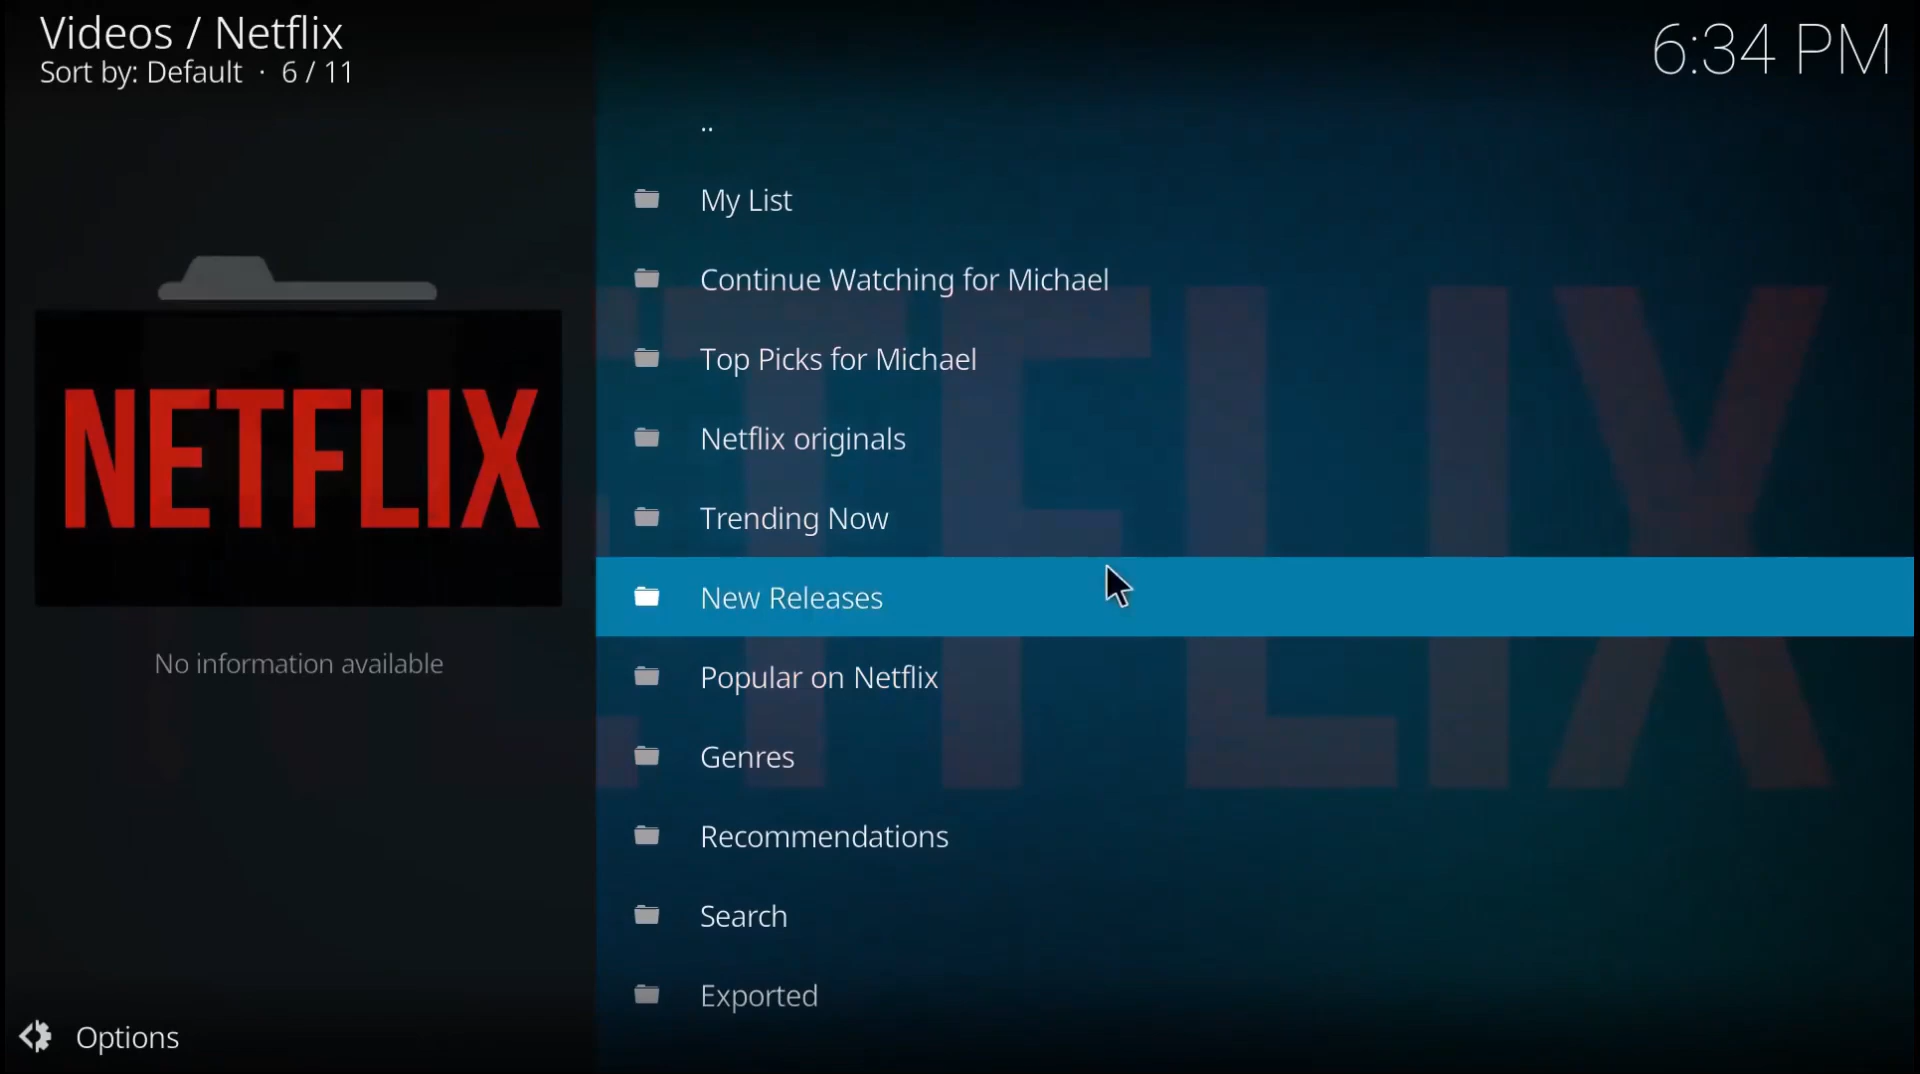 Videos / Netflix
Sort by: Default · 6 / 11
6:34 PM
..
My List
Continue Watching for Michael
Top Picks for Michael
Netflix originals
Trending Now
New Releases
Popular on Netflix
Genres
Recommendations
Search
Exported
NETFLIX
No information available
Options
NETFLIX